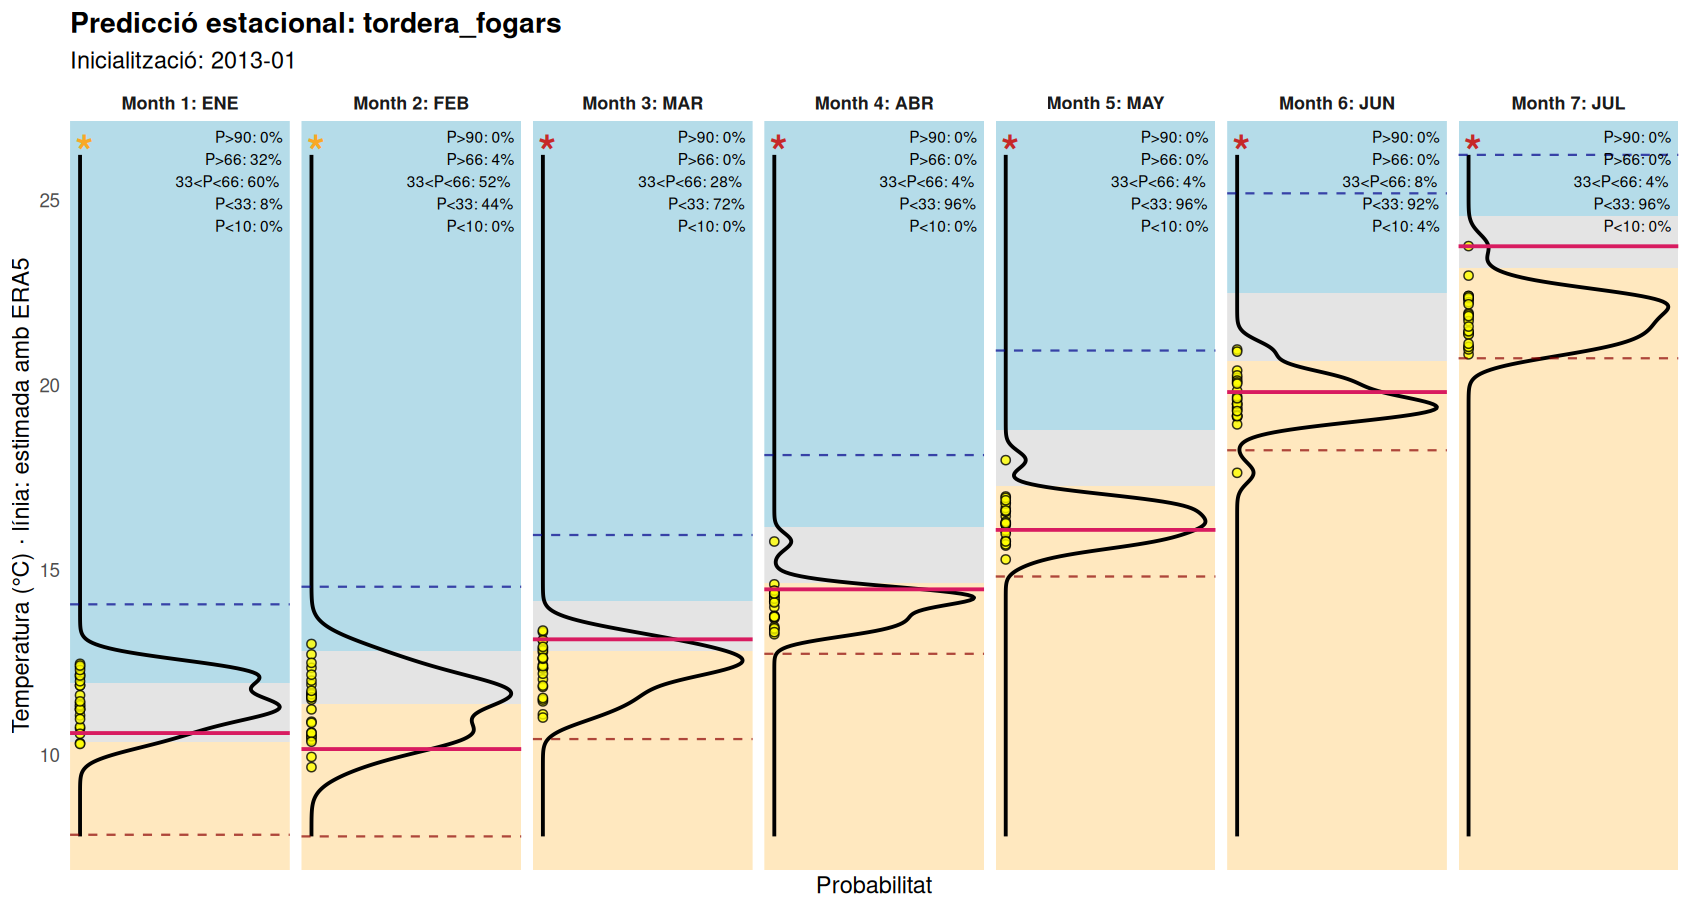 Predicció estacional: tordera_fogars
Inicialització: 2013-01
Month 1: ENE
Month 2: FEB
Month 3: MAR
Month 4: ABR
Month 5: MAY
Month 6: JUN
Month 7: JUL
*
P>90: 0%
P>66: 32%
33<P<66: 60%
P<33: 8%
P<10: 0%
*
P>90: 0%
P>66: 4%
33<P<66: 52%
P<33: 44%
P<10: 0%
*
P>90: 0%
P>66: 0%
33<P<66: 28%
P<33: 72%
P<10: 0%
*
P>90: 0%
P>66: 0%
33<P<66: 4%
P<33: 96%
P<10: 0%
*
P>90: 0%
P>66: 0%
33<P<66: 4%
P<33: 96%
P<10: 0%
*
P>90: 0%
P>66: 0%
33<P<66: 8%
P<33: 92%
P<10: 4%
*
P>90: 0%
P>66: 0%
33<P<66: 4%
P<33: 96%
P<10: 0%
25
20
15
10
Temperatura (°C) · línia: estimada amb ERA5
Probabilitat